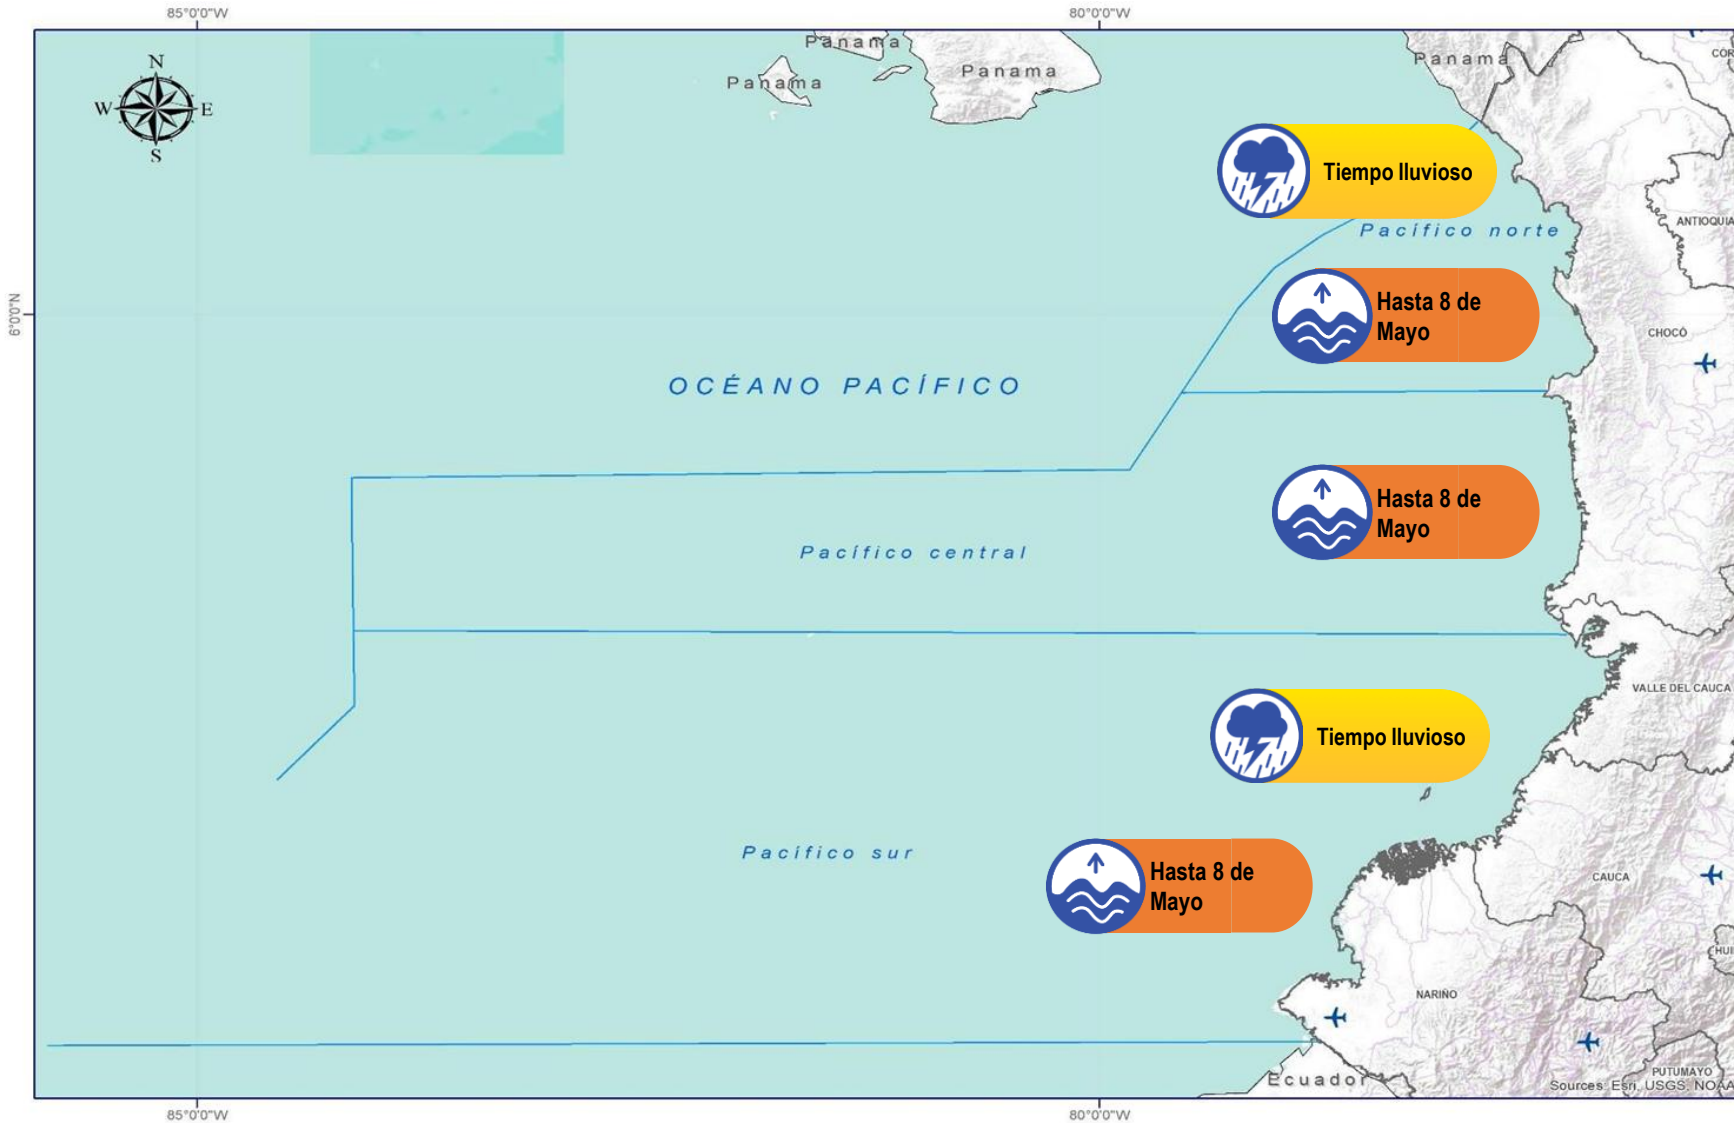 85°0'0"W
80°0'0"W
N
W
E
S
Panama
Panama
Panama
Panama
Tiempo lluvioso
ANTIOQUIA
Pacífico norte
Hasta 8 de
Mayo
6°0'0"N
CHOCÓ
OCÉANO PACÍFICO
Hasta 8 de
Mayo
Pacífico central
VALLE DEL CAUCA
Tiempo lluvioso
Pacífico sur
Hasta 8 de
Mayo
CAUCA
HUI
NARIÑO
PUTUMAYO
Ecuador
Sources: Esri, USGS, NOAA
85°0'0"W
80°0'0"W